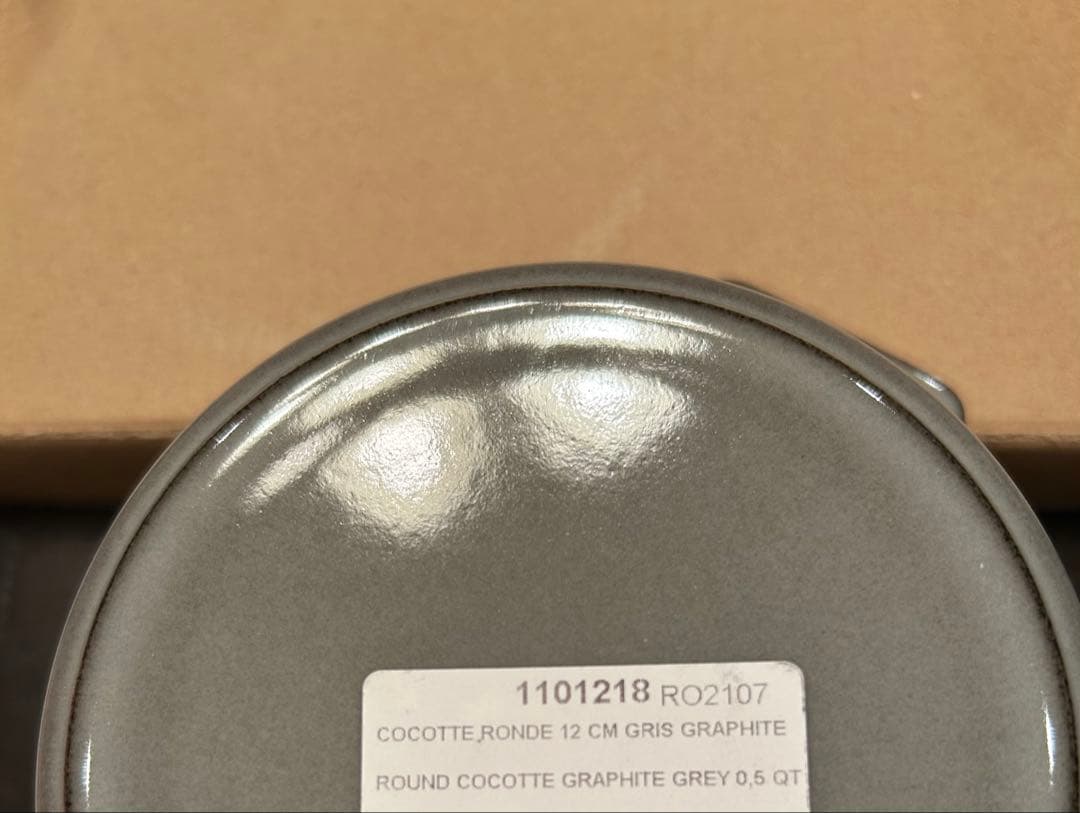 1101218 RO2107
COCOTTE RONDE 12 CM GRIS GRAPHITE
ROUND COCOTTE GRAPHITE GREY 0,5 QT